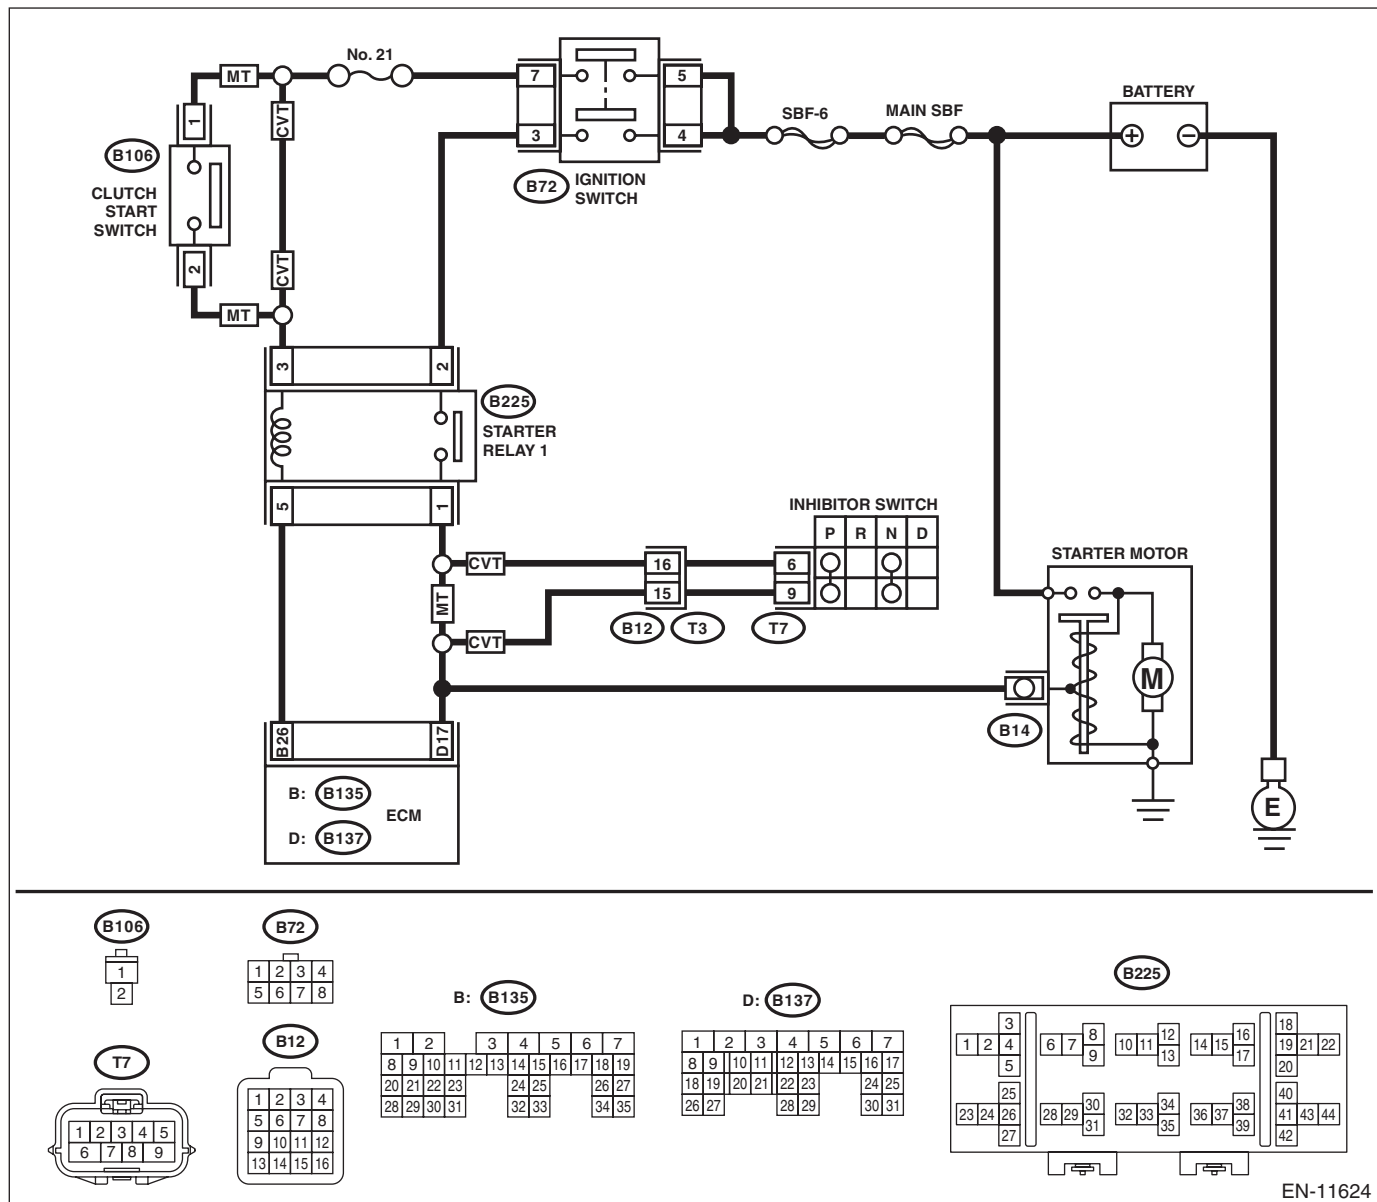 No. 21
BATTERY
MT
7
5
SBF-6
MAIN SBF
1
CVT
3
4
+
−
B106
B72
IGNITION
SWITCH
CLUTCH
START
SWITCH
2
CVT
MT
3
2
B225
STARTER
RELAY 1
5
1
INHIBITOR SWITCH
P R N D
STARTER MOTOR
CVT
16
6
MT
15
9
B12
T3
T7
CVT
M
B14
B26
D17
B: B135
ECM
D: B137
E
B106
1
2
B72
1 2 3 4
5 6 7 8
B: B135
1 2 3 4 5 6 7
8 9 10 11 12 13 14 15 16 17 18 19
20 21 22 23 24 25 26 27
28 29 30 31 32 33 34 35
D: B137
1 2 3 4 5 6 7
8 9 10 11 12 13 14 15 16 17
18 19 20 21 22 23 24 25
26 27 28 29 30 31
B225
3 8 12 16 18
1 2 4 6 7 10 11 14 15 19 21 22
9 13 17
5 20
25 30 34 38 40
23 24 26 28 29 32 33 36 37 41 43 44
31 35 39
27 42
T7
1 2 3 4 5
6 7 8 9
B12
1 2 3 4
5 6 7 8
9 10 11 12
13 14 15 16
EN-11624